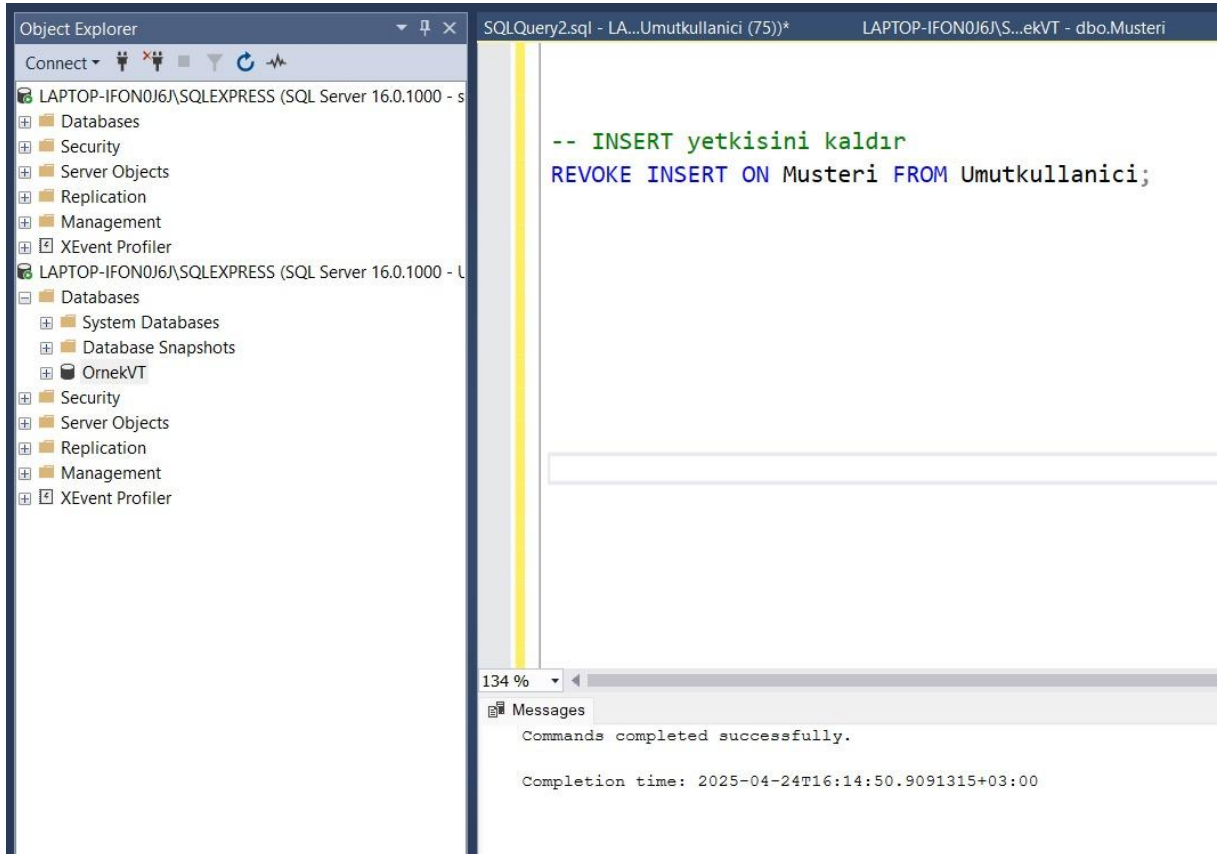 Object Explorer
Connect
LAPTOP-IFON0J6J\SQLEXPRESS (SQL Server 16.0.1000 - s
Databases
Security
Server Objects
Replication
Management
XEvent Profiler
LAPTOP-IFON0J6J\SQLEXPRESS (SQL Server 16.0.1000 - U
Databases
System Databases
Database Snapshots
OrnekVT
Security
Server Objects
Replication
Management
XEvent Profiler
SQLQuery2.sql - LA...Umutkullanici (75))*
LAPTOP-IFON0J6J\S...ekVT - dbo.Musteri
-- INSERT yetkisini kaldır
REVOKE INSERT ON Musteri FROM Umutkullanici;
134 %
Messages
Commands completed successfully.
Completion time: 2025-04-24T16:14:50.9091315+03:00